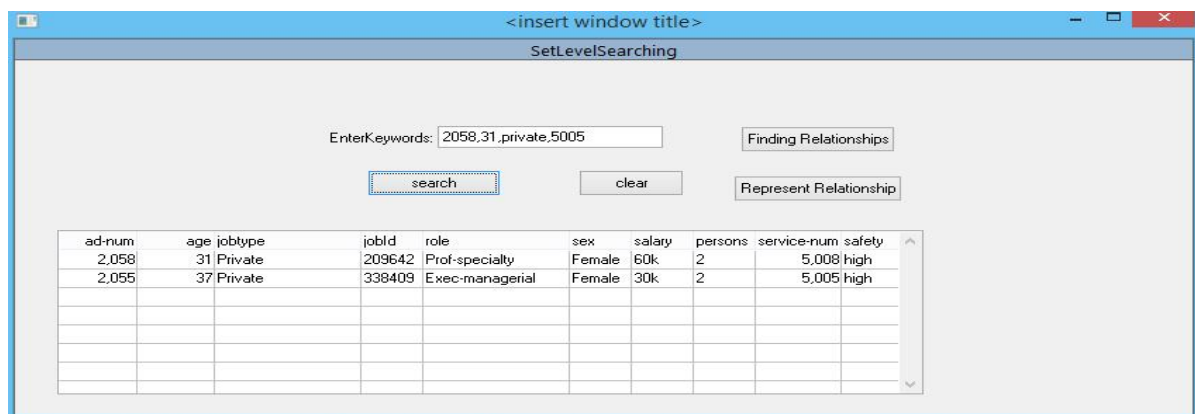 <insert window title>
SetLevelSearching
EnterKeywords: 2058,31,private,5005 Finding Relationships
search clear Represent Relationship
ad-num age jobtype jobId role sex salary persons service-num safety
2,058 31 Private 209642 Prof-specialty Female 60k 2 5,008 high
2,055 37 Private 338409 Exec-managerial Female 30k 2 5,005 high